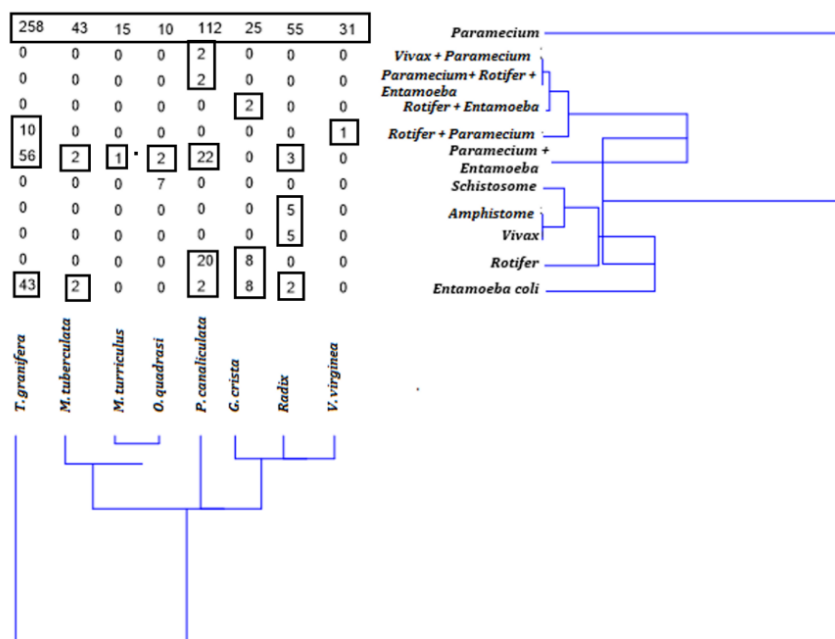 258 43 15 10 112 25 55 31 Paramecium
0 0 0 0 2 0 0 0 Vivax + Paramecium
0 0 0 0 2 0 0 0 Paramecium+ Rotifer +
Entamoeba
0 0 0 0 0 2 0 0 Rotifer + Entamoeba
10 0 0 0 0 0 0 1 Rotifer + Paramecium
56 2 1 2 22 0 3 0 Paramecium +
Entamoeba
0 0 0 7 0 0 0 0 Schistosome
0 0 0 0 0 0 5 0 Amphistome
0 0 0 0 0 0 5 0 Vivax
0 0 0 0 20 8 0 0 Rotifer
43 2 0 0 2 8 2 0 Entamoeba coli
T. granifera
M. tuberculata
M. turriculus
O. quadrasi
P. canaliculata
G. crista
Radix
V. virginea